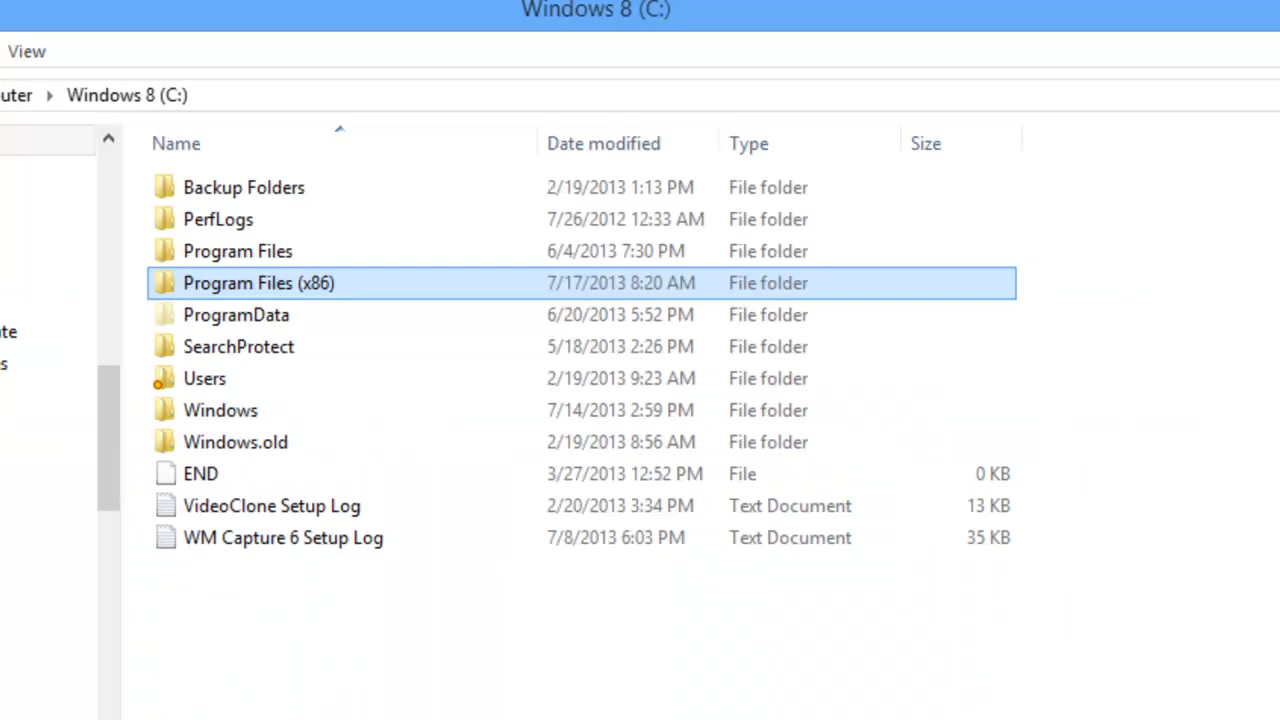 Windows 8 (C:)
View
uter Windows 8 (C:)
Name Date modified Type Size
Backup Folders 2/19/2013 1:13 PM File folder
PerfLogs 7/26/2012 12:33 AM File folder
Program Files 6/4/2013 7:30 PM File folder
Program Files (x86) 7/17/2013 8:20 AM File folder
ProgramData 6/20/2013 5:52 PM File folder
te
SearchProtect 5/18/2013 2:26 PM File folder
s
Users 2/19/2013 9:23 AM File folder
Windows 7/14/2013 2:59 PM File folder
Windows.old 2/19/2013 8:56 AM File folder
END 3/27/2013 12:52 PM File 0 KB
VideoClone Setup Log 2/20/2013 3:34 PM Text Document 13 KB
WM Capture 6 Setup Log 7/8/2013 6:03 PM Text Document 35 KB